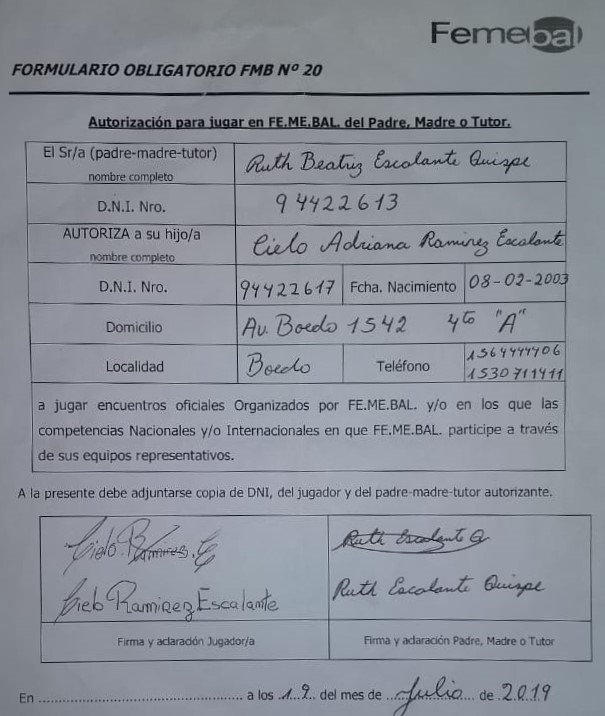 Femebal
FORMULARIO OBLIGATORIO FMB Nº 20
Autorización para jugar en FE.ME.BAL. del Padre, Madre o Tutor.
El Sr/a (padre-madre-tutor) Ruth Beatriz Escalante Quispe
nombre completo
D.N.I. Nro. 94422613
AUTORIZA a su hijo/a Cielo Adriana Ramirez Escalante
nombre completo
D.N.I. Nro. 94422617 Fcha. Nacimiento 08-02-2003
Domicilio Av. Boedo 1542 4to "A"
Localidad Boedo Teléfono 1564444406
1530711411
a jugar encuentros oficiales Organizados por FE.ME.BAL. y/o en los que las
competencias Nacionales y/o Internacionales en que FE.ME.BAL. participe a través
de sus equipos representativos.
A la presente debe adjuntarse copia de DNI, del jugador y del padre-madre-tutor autorizante.
Cielo.Ramirez.E Ruth Escalante Q
Cielo Ramirez Escalante Ruth Escalante Quispe
Firma y aclaración Jugador/a Firma y aclaración Padre, Madre o Tutor
En ............................................... a los .19. del mes de ..Julio... de .2019